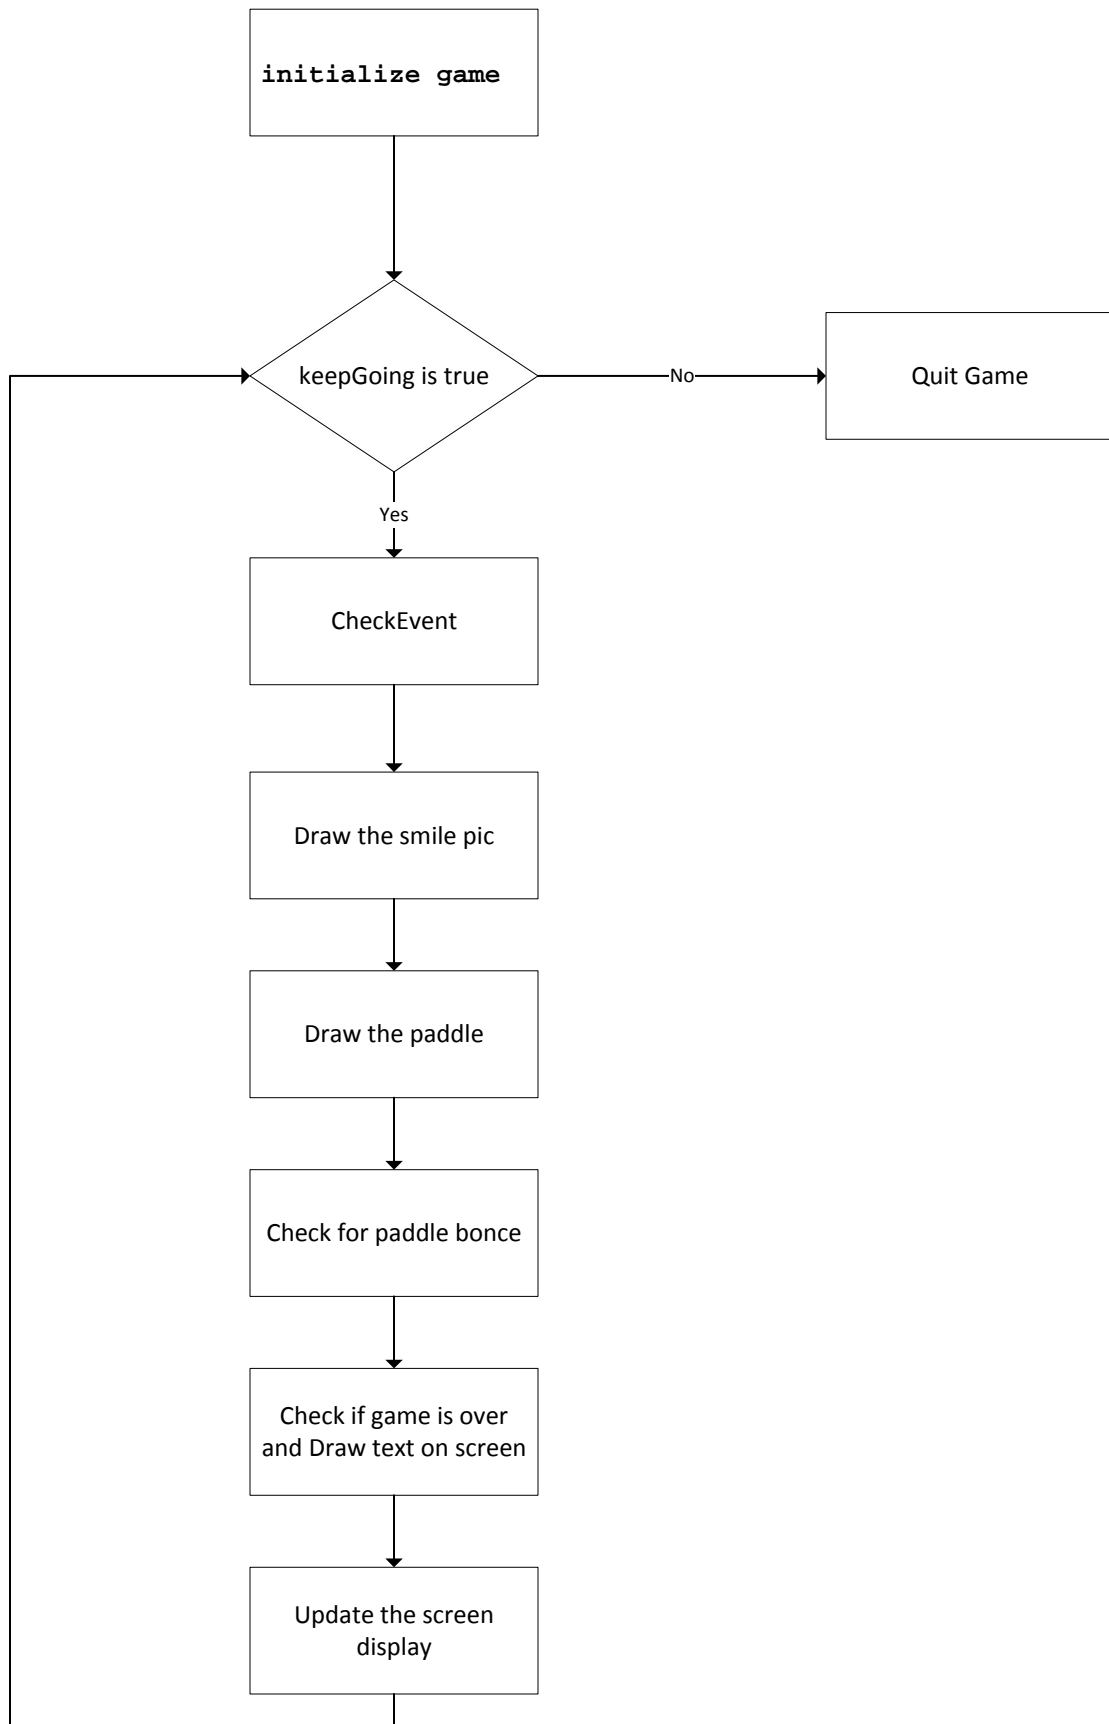 initialize game
keepGoing is true
No
Quit Game
Yes
CheckEvent
Draw the smile pic
Draw the paddle
Check for paddle bonce
Check if game is over
and Draw text on screen
Update the screen
display